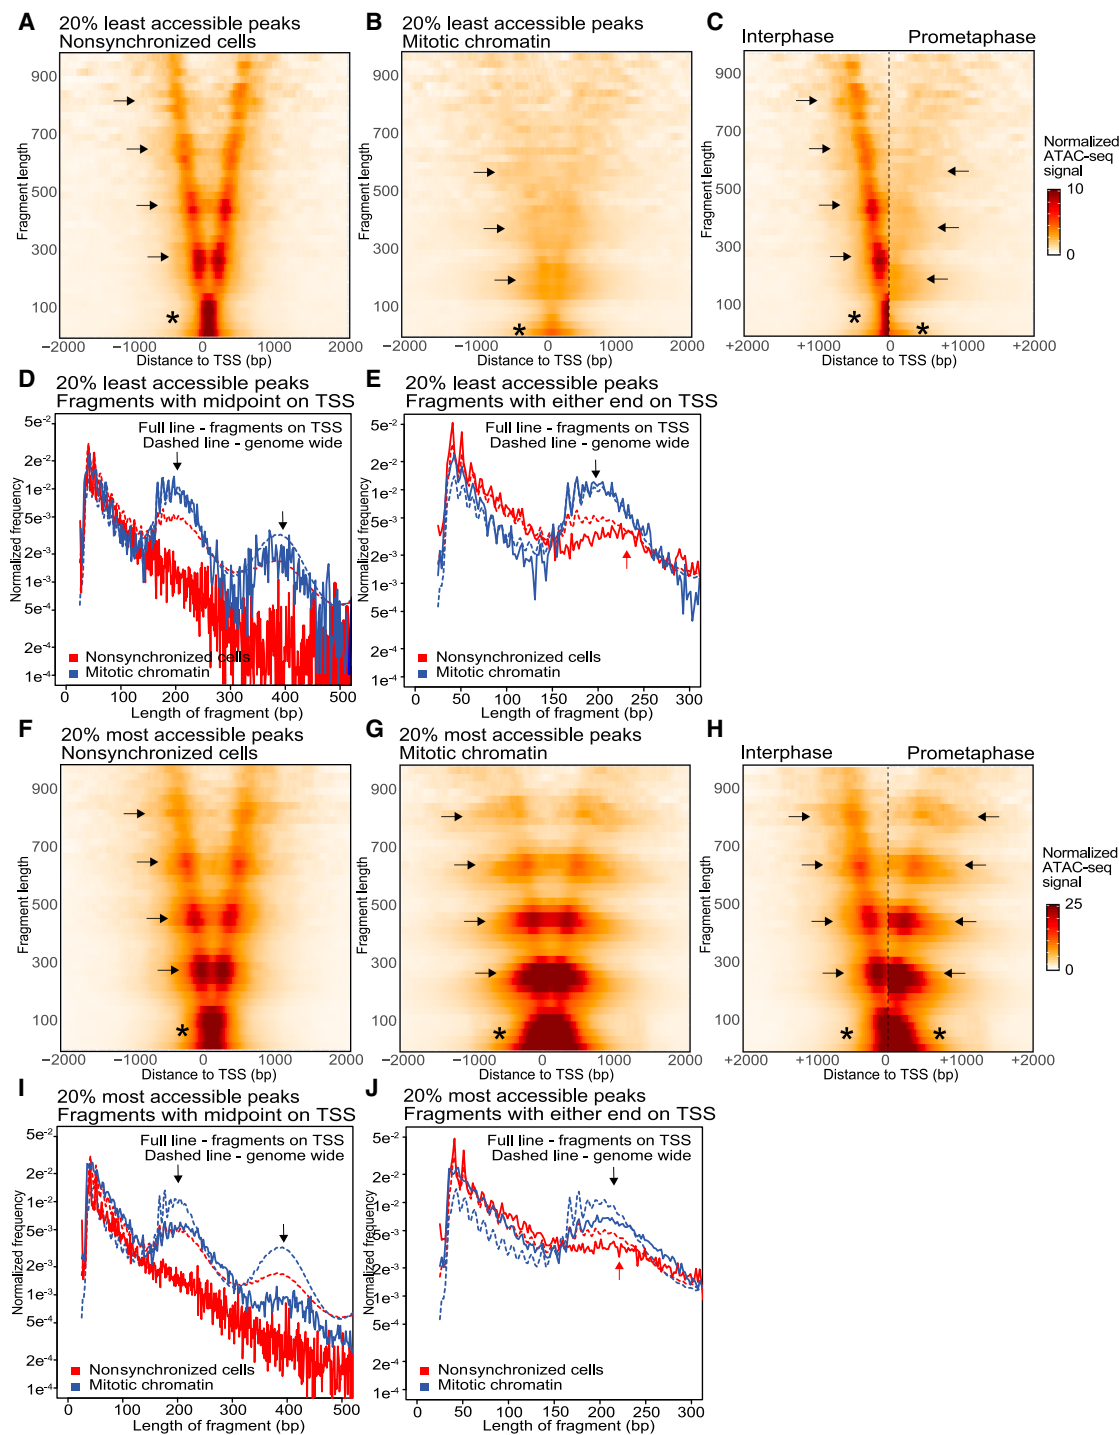 A
20% least accessible peaks
Nonsynchronized cells
Fragment length
900
700
500
300
100
*
−2000
−1000
0
1000
2000
Distance to TSS (bp)
B
20% least accessible peaks
Mitotic chromatin
*
−2000
−1000
0
1000
2000
Distance to TSS (bp)
C
Interphase
Prometaphase
Fragment length
900
700
500
300
100
*
*
+2000
+1000
0
+1000
+2000
Distance to TSS (bp)
Normalized
ATAC-seq
signal
10
0
D
20% least accessible peaks
Fragments with midpoint on TSS
Full line - fragments on TSS
Dashed line - genome wide
Normalized frequency
5e-2
2e-2
1e-2
5e-3
2e-3
1e-3
5e-4
2e-4
1e-4
Nonsynchronized cells
Mitotic chromatin
0
100
200
300
400
500
Length of fragment (bp)
E
20% least accessible peaks
Fragments with either end on TSS
Full line - fragments on TSS
Dashed line - genome wide
Normalized frequency
5e-2
2e-2
1e-2
5e-3
2e-3
1e-3
5e-4
2e-4
1e-4
Nonsynchronized cells
Mitotic chromatin
0
50
100
150
200
250
300
Length of fragment (bp)
F
20% most accessible peaks
Nonsynchronized cells
Fragment length
900
700
500
300
100
*
−2000
−1000
0
1000
2000
Distance to TSS (bp)
G
20% most accessible peaks
Mitotic chromatin
Fragment length
900
700
500
300
100
*
−2000
−1000
0
1000
2000
Distance to TSS (bp)
H
Interphase
Prometaphase
Fragment length
900
700
500
300
100
*
*
+2000
+1000
0
+1000
+2000
Distance to TSS (bp)
Normalized
ATAC-seq
signal
25
0
I
20% most accessible peaks
Fragments with midpoint on TSS
Full line - fragments on TSS
Dashed line - genome wide
Normalized frequency
5e-2
2e-2
1e-2
5e-3
2e-3
1e-3
5e-4
2e-4
1e-4
Nonsynchronized cells
Mitotic chromatin
0
100
200
300
400
500
Length of fragment (bp)
J
20% most accessible peaks
Fragments with either end on TSS
Full line - fragments on TSS
Dashed line - genome wide
Normalized frequency
5e-2
2e-2
1e-2
5e-3
2e-3
1e-3
5e-4
2e-4
1e-4
Nonsynchronized cells
Mitotic chromatin
0
50
100
150
200
250
300
Length of fragment (bp)